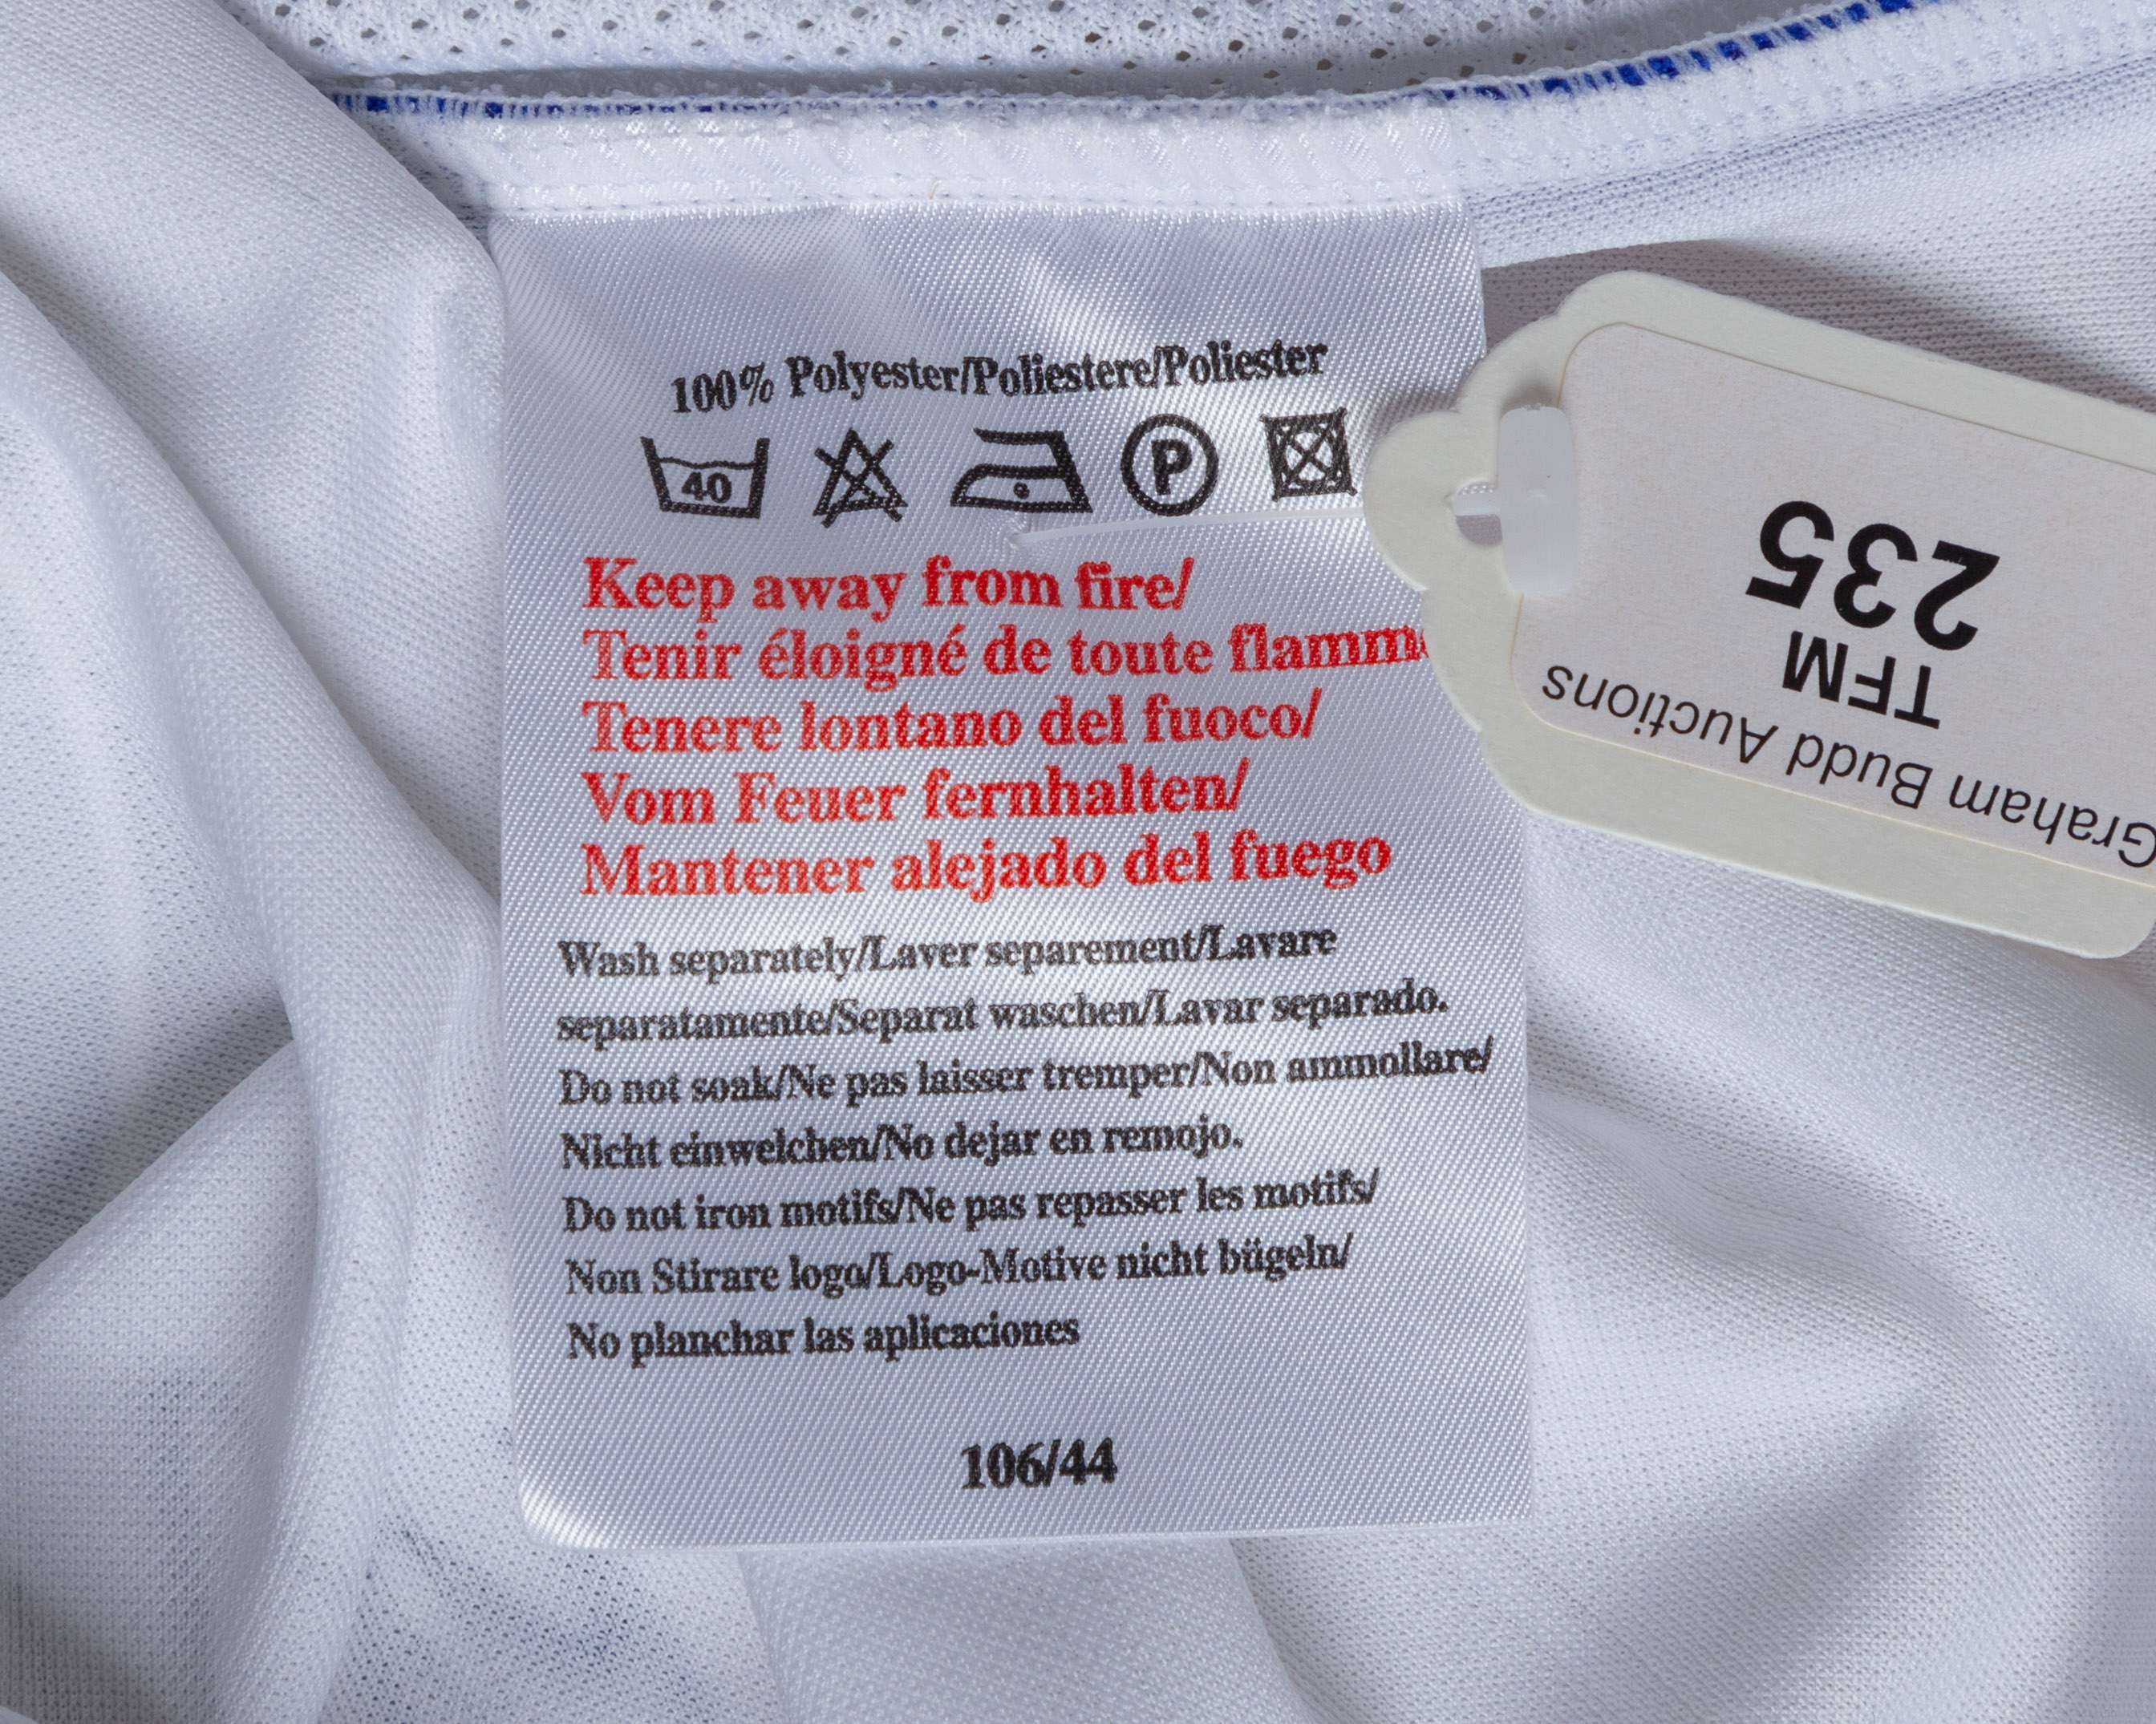 100% Polyester/Poliestere/Poliester
40
P
Keep away from fire/
Tenir éloigné de toute
Tenere lontano del fuoco/
Vom Feuer fernhalten/
Mantener alejado del fuego
Wash separately/Laver separement/Lavare
separatamente/Separat waschen/Lavar separado.
Do not soak/Ne pas laisser tremper/Non ammollare/
Nicht einwelchen/No dejar en remojo.
Do not iron motifs/Ne pas repasser les motifs/
Non Stirare logo/Logo-Motive nicht bügeln/
No planchar las aplicaciones
106/44
Graham Budd Auctions
TFM
235